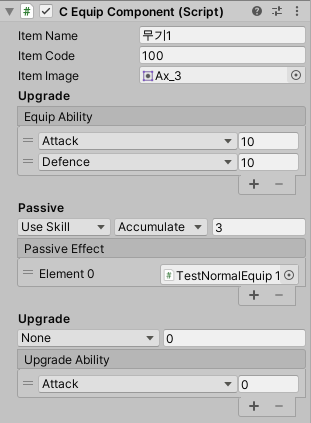 C Equip Component (Script)
Item Name 무기1
Item Code 100
Item Image Ax_3
Upgrade
Equip Ability
Attack 10
Defence 10
+ −
Passive
Use Skill Accumulate 3
Passive Effect
Element 0 TestNormalEquip 1
+ −
Upgrade
None 0
Upgrade Ability
Attack 0
+ −